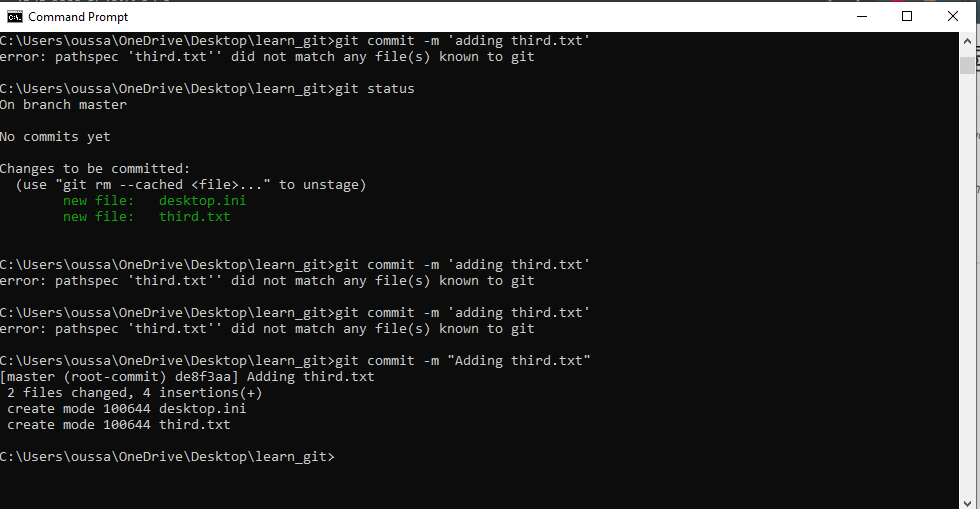 Command Prompt
C:\Users\oussa\OneDrive\Desktop\learn_git>git commit -m 'adding third.txt'
error: pathspec 'third.txt'' did not match any file(s) known to git
C:\Users\oussa\OneDrive\Desktop\learn_git>git status
On branch master
No commits yet
Changes to be committed:
  (use "git rm --cached <file>..." to unstage)
        new file:   desktop.ini
        new file:   third.txt
C:\Users\oussa\OneDrive\Desktop\learn_git>git commit -m 'adding third.txt'
error: pathspec 'third.txt'' did not match any file(s) known to git
C:\Users\oussa\OneDrive\Desktop\learn_git>git commit -m 'adding third.txt'
error: pathspec 'third.txt'' did not match any file(s) known to git
C:\Users\oussa\OneDrive\Desktop\learn_git>git commit -m "Adding third.txt"
[master (root-commit) de8f3aa] Adding third.txt
 2 files changed, 4 insertions(+)
 create mode 100644 desktop.ini
 create mode 100644 third.txt
C:\Users\oussa\OneDrive\Desktop\learn_git>